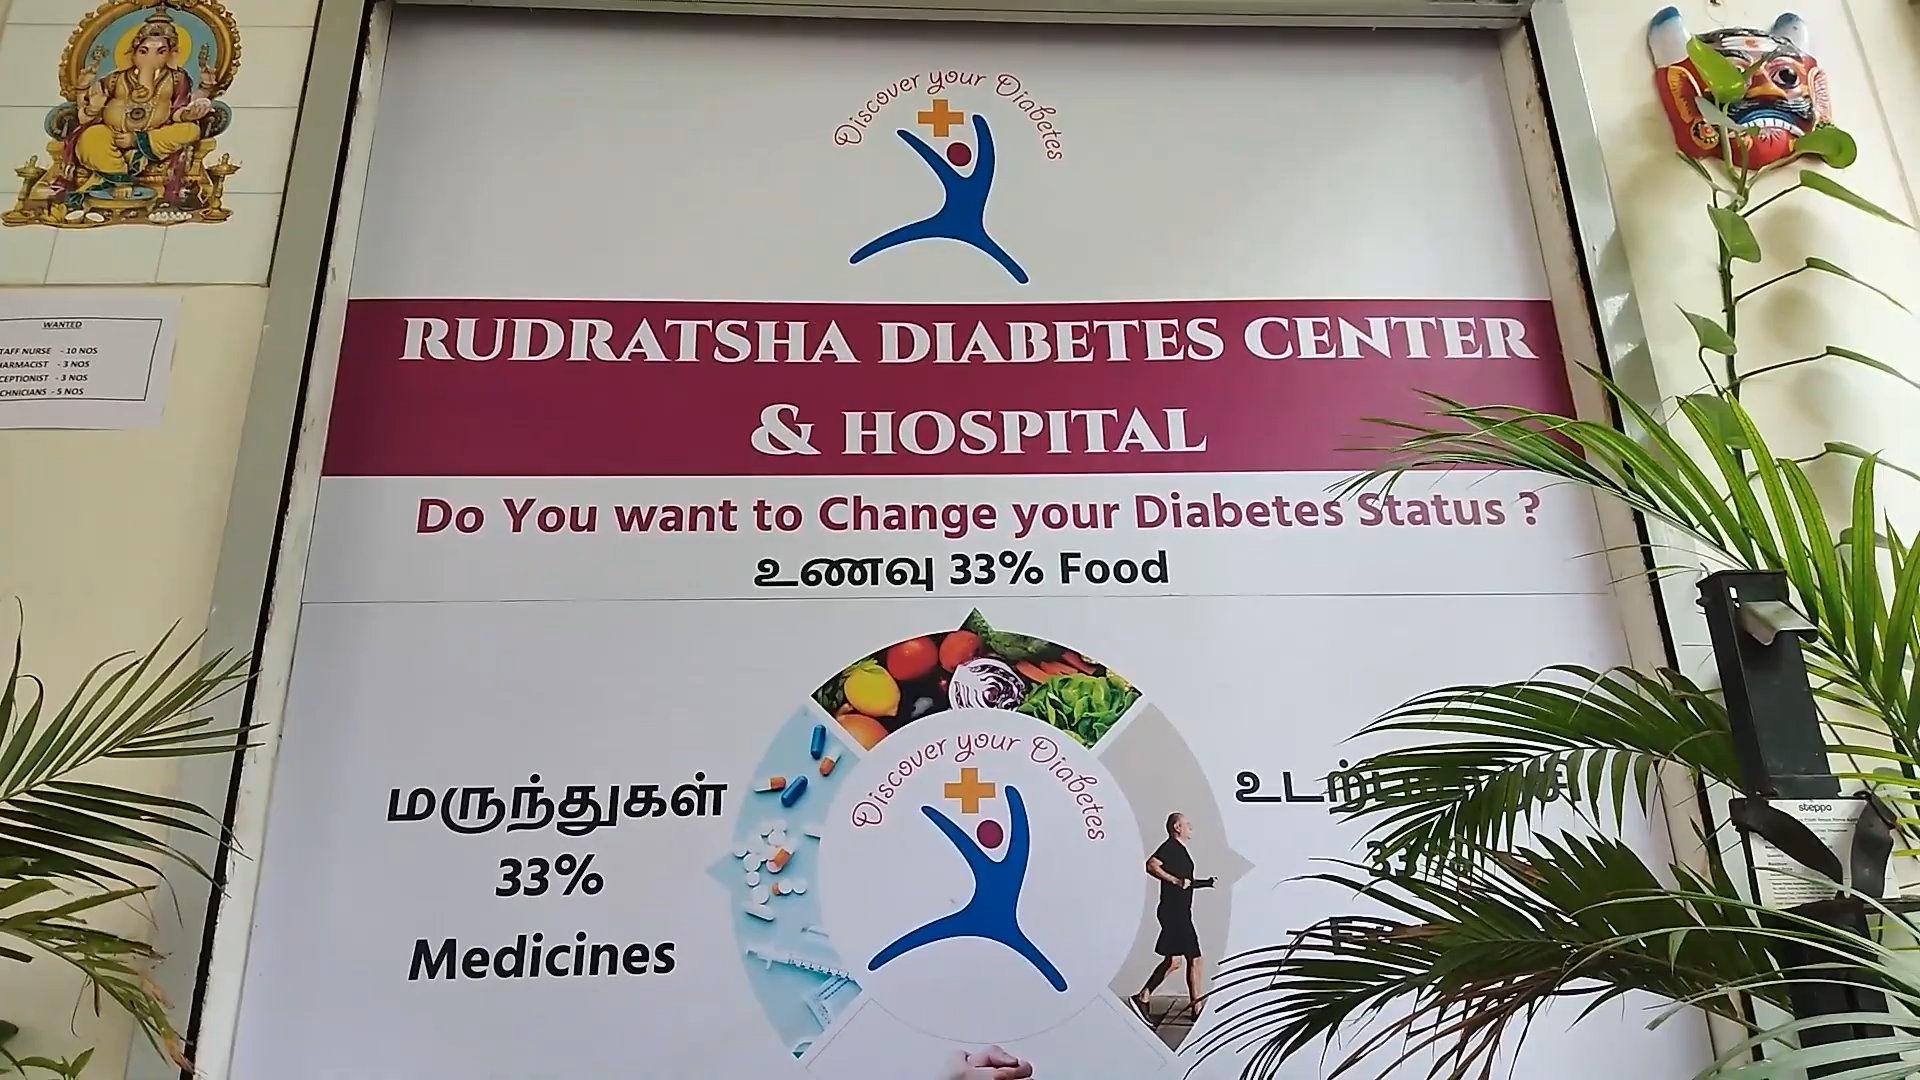 Discover your Diabetes
RUDRATSHA DIABETES CENTER
& HOSPITAL
Do You want to Change your Diabetes Status ?
உணவு 33% Food
மருந்துகள்
33%
Medicines
Discover your Diabetes
33%
WANTED
TAFF NURSE - 10 NOS
HARMACIST - 3 NOS
CEPTIONIST - 3 NOS
CHNICIANS - 5 NOS
steppo